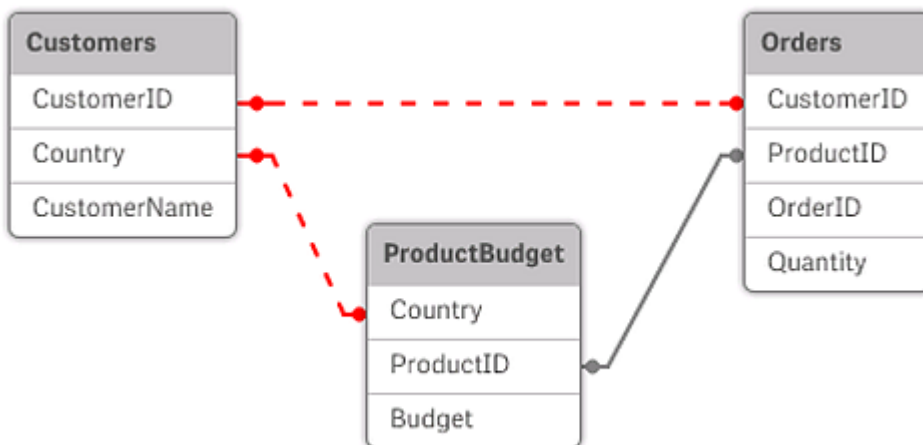 Customers
CustomerID
Country
CustomerName
ProductBudget
Country
ProductID
Budget
Orders
CustomerID
ProductID
OrderID
Quantity